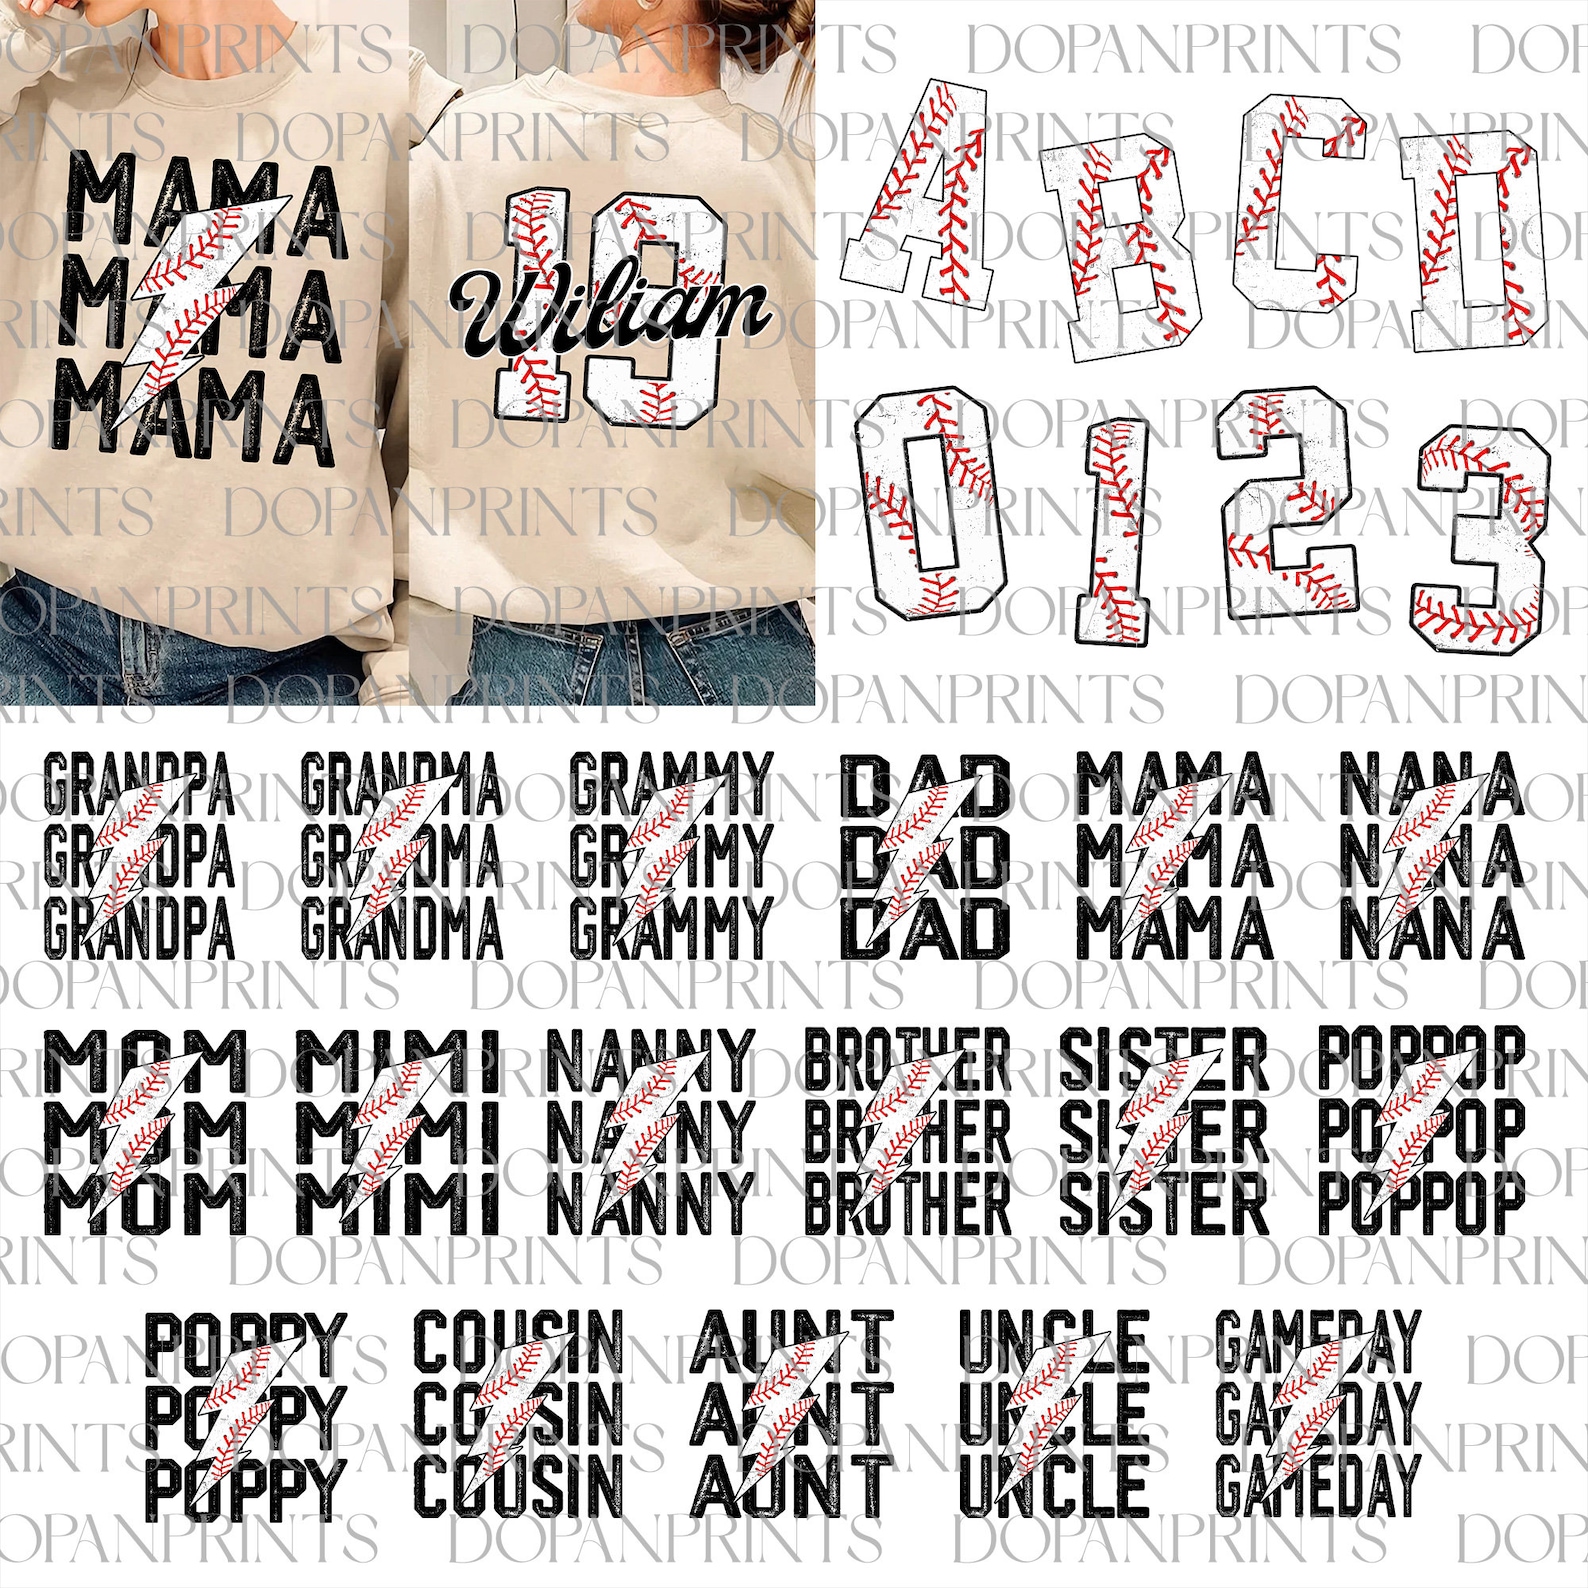 DOPANPRINTS
MAMA
MAMA
MAMA
19
Wiliam
A B C D
0 1 2 3
GRANDPA GRANDMA GRAMMY DAD MAMA NANA
GRANDPA GRANDMA GRAMMY DAD MAMA NANA
GRANDPA GRANDMA GRAMMY DAD MAMA NANA
MOM MIMI NANNY BROTHER SISTER POPPOP
MOM MIMI NANNY BROTHER SISTER POPPOP
MOM MIMI NANNY BROTHER SISTER POPPOP
POPPY COUSIN AUNT UNCLE GAMEDAY
POPPY COUSIN AUNT UNCLE GAMEDAY
POPPY COUSIN AUNT UNCLE GAMEDAY